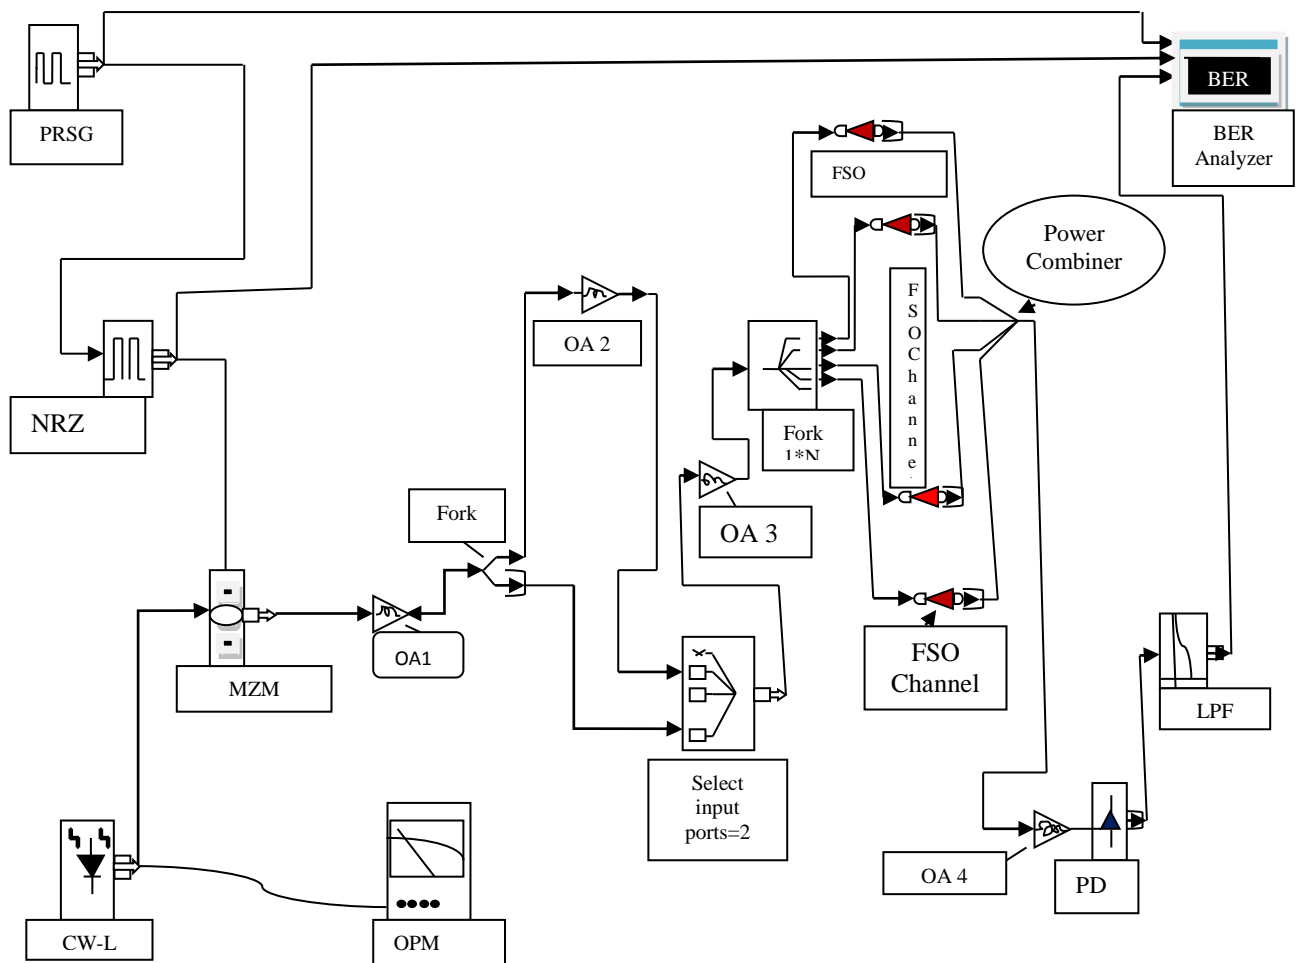 BER
PRSG
BER
Analyzer
FSO
Power
Combiner
F
S
O
C
h
a
n
n
e
OA 2
NRZ
Fork
1*N
Fork
OA 3
OA1
MZM
FSO
Channel
LPF
Select
input
ports=2
OA 4
PD
CW-L
OPM